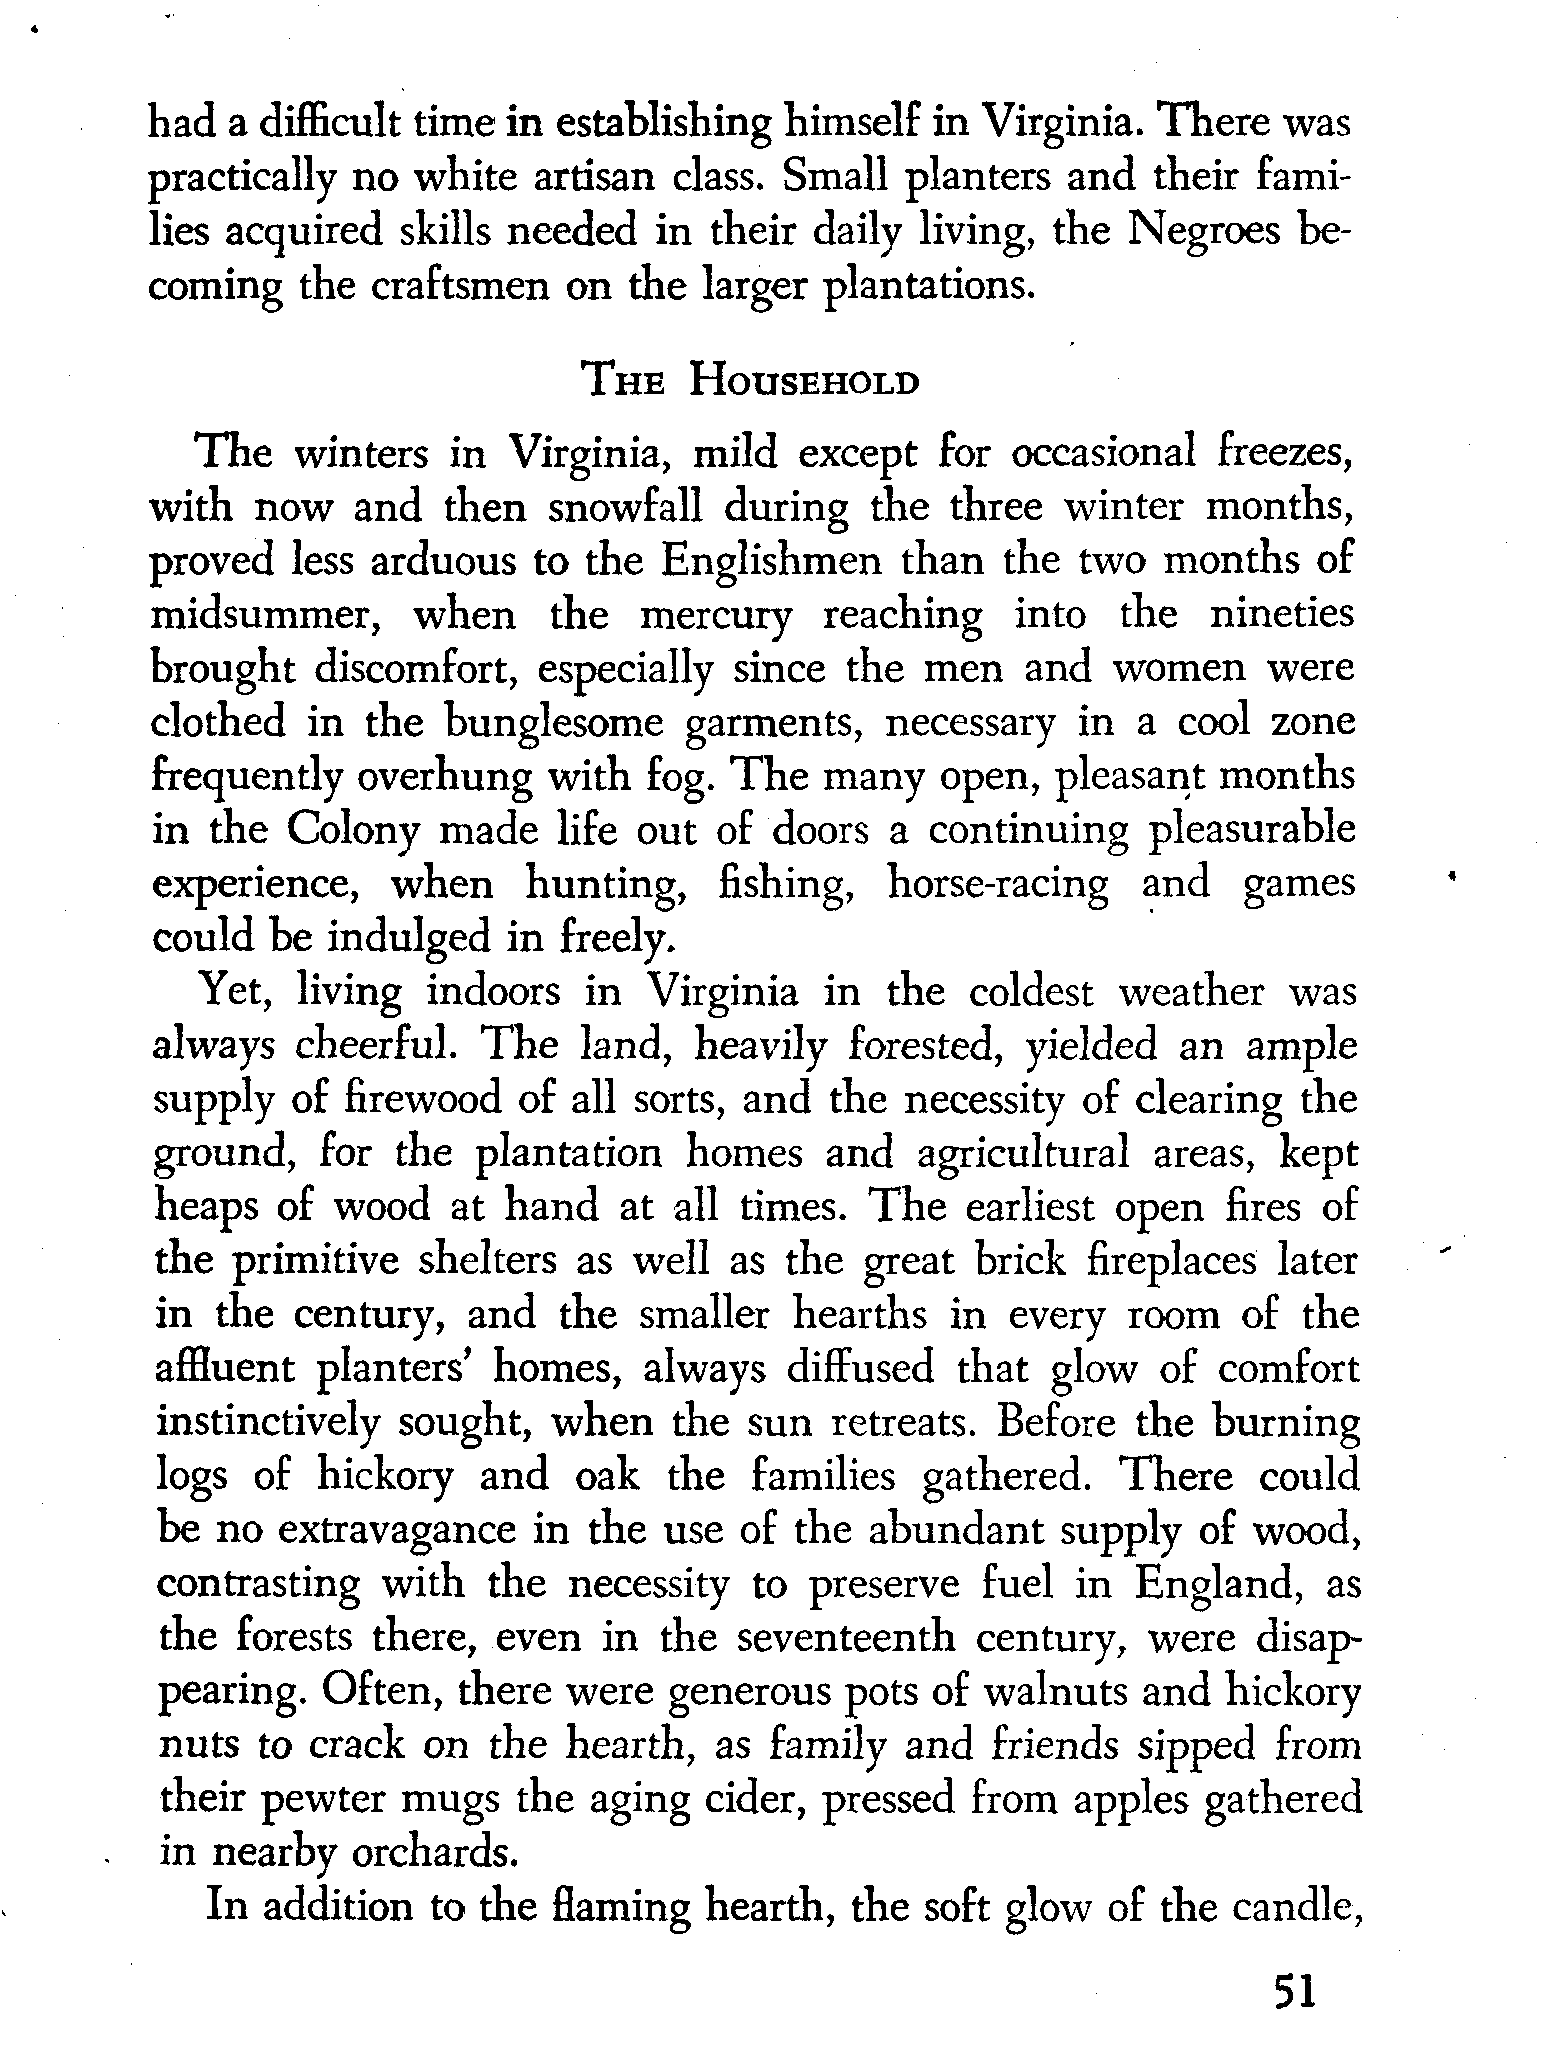 had a difficult time in establishing himself in Virginia. There was
practically no white artisan class. Small planters and their fami-
lies acquired skills needed in their daily living, the Negroes be-
coming the craftsmen on the larger plantations.
The Household
The winters in Virginia, mild except for occasional freezes,
with now and then snowfall during the three winter months,
proved less arduous to the Englishmen than the two months of
midsummer, when the mercury reaching into the nineties
brought discomfort, especially since the men and women were
clothed in the bunglesome garments, necessary in a cool zone
frequently overhung with fog. The many open, pleasant months
in the Colony made life out of doors a continuing pleasurable
experience, when hunting, fishing, horse-racing and games
could be indulged in freely.
Yet, living indoors in Virginia in the coldest weather was
always cheerful. The land, heavily forested, yielded an ample
supply of firewood of all sorts, and the necessity of clearing the
ground, for the plantation homes and agricultural areas, kept
heaps of wood at hand at all times. The earliest open fires of
the primitive shelters as well as the great brick fireplaces later
in the century, and the smaller hearths in every room of the
affluent planters' homes, always diffused that glow of comfort
instinctively sought, when the sun retreats. Before the burning
logs of hickory and oak the families gathered. There could
be no extravagance in the use of the abundant supply of wood,
contrasting with the necessity to preserve fuel in England, as
the forests there, even in the seventeenth century, were disap-
pearing. Often, there were generous pots of walnuts and hickory
nuts to crack on the hearth, as family and friends sipped from
their pewter mugs the aging cider, pressed from apples gathered
in nearby orchards.
In addition to the flaming hearth, the soft glow of the candle,
51